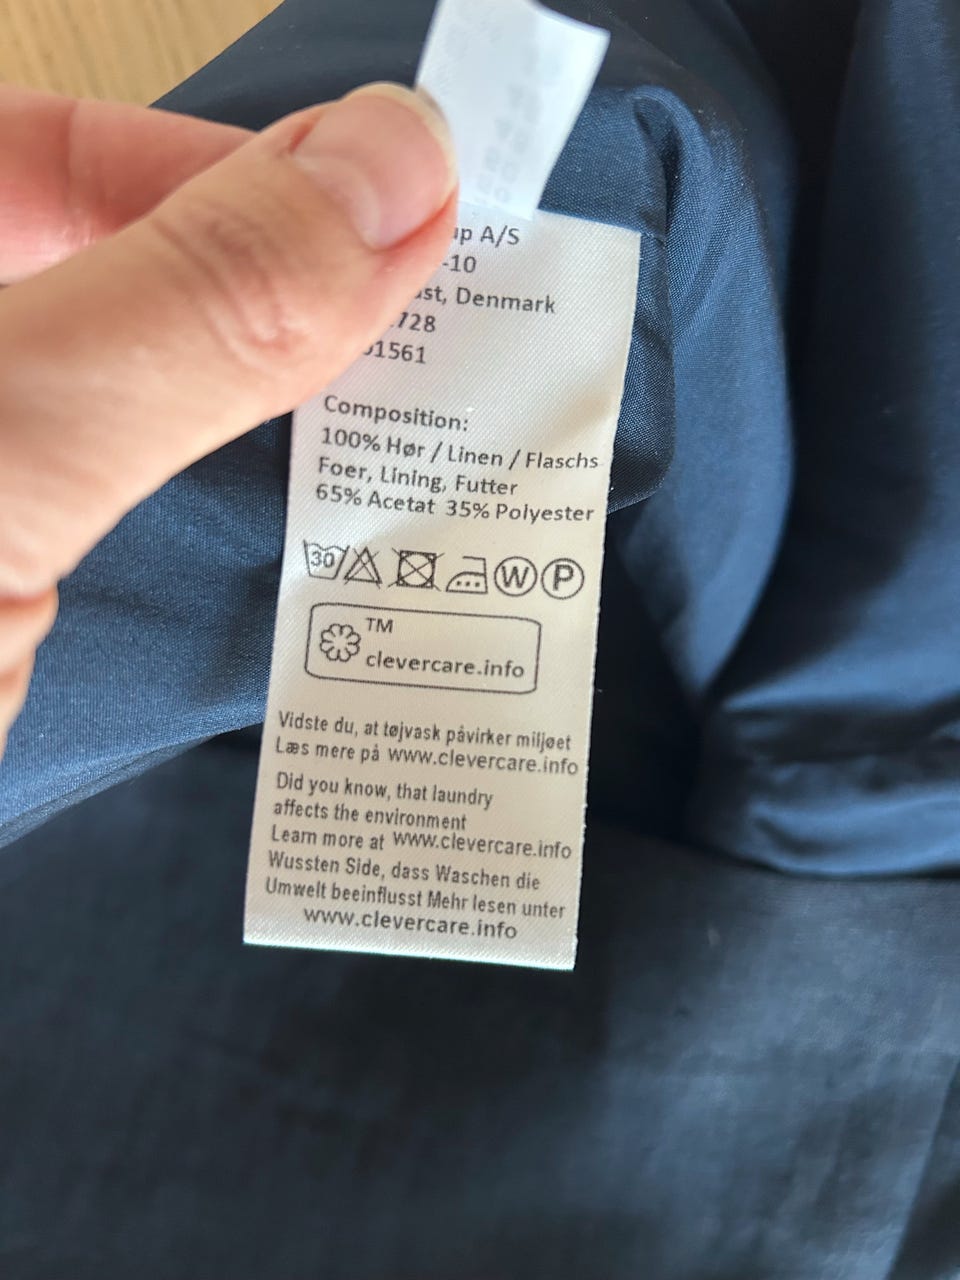 A/S
-10
Denmark
728
1561
Composition:
100% Hør / Linen / Flaschs
Foer, Lining, Futter
65% Acetat 35% Polyester
30 W P
TM
clevercare.info
Vidste du, at tøjvask påvirker miljøet
Læs mere på www.clevercare.info
Did you know, that laundry
affects the environment
Learn more at www.clevercare.info
Wussten Side, dass Waschen die
Umwelt beeinflusst Mehr lesen unter
www.clevercare.info